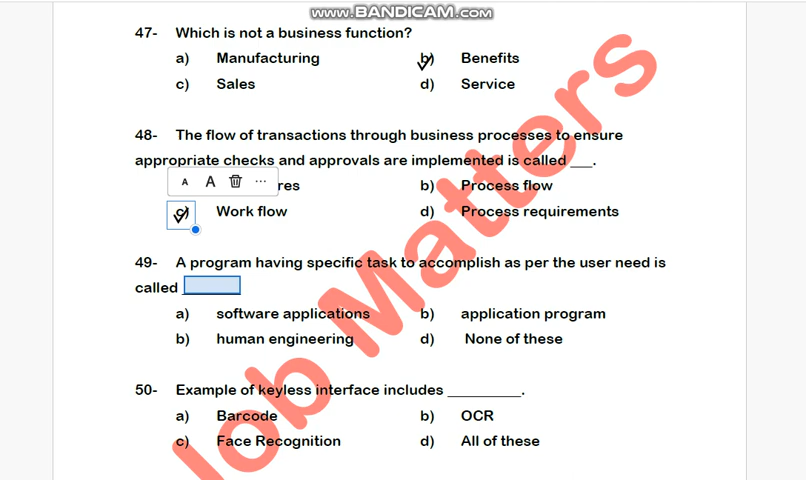 www.BANDICAM.com
47- Which is not a business function?
a) Manufacturing b) Benefits
c) Sales d) Service
48- The flow of transactions through business processes to ensure
appropriate checks and approvals are implemented is called ___.
A A ...
res b) Process flow
c) Work flow d) Process requirements
49- A program having specific task to accomplish as per the user need is
called
a) software applications b) application program
b) human engineering d) None of these
50- Example of keyless interface includes __________.
a) Barcode b) OCR
c) Face Recognition d) All of these
Job Matters